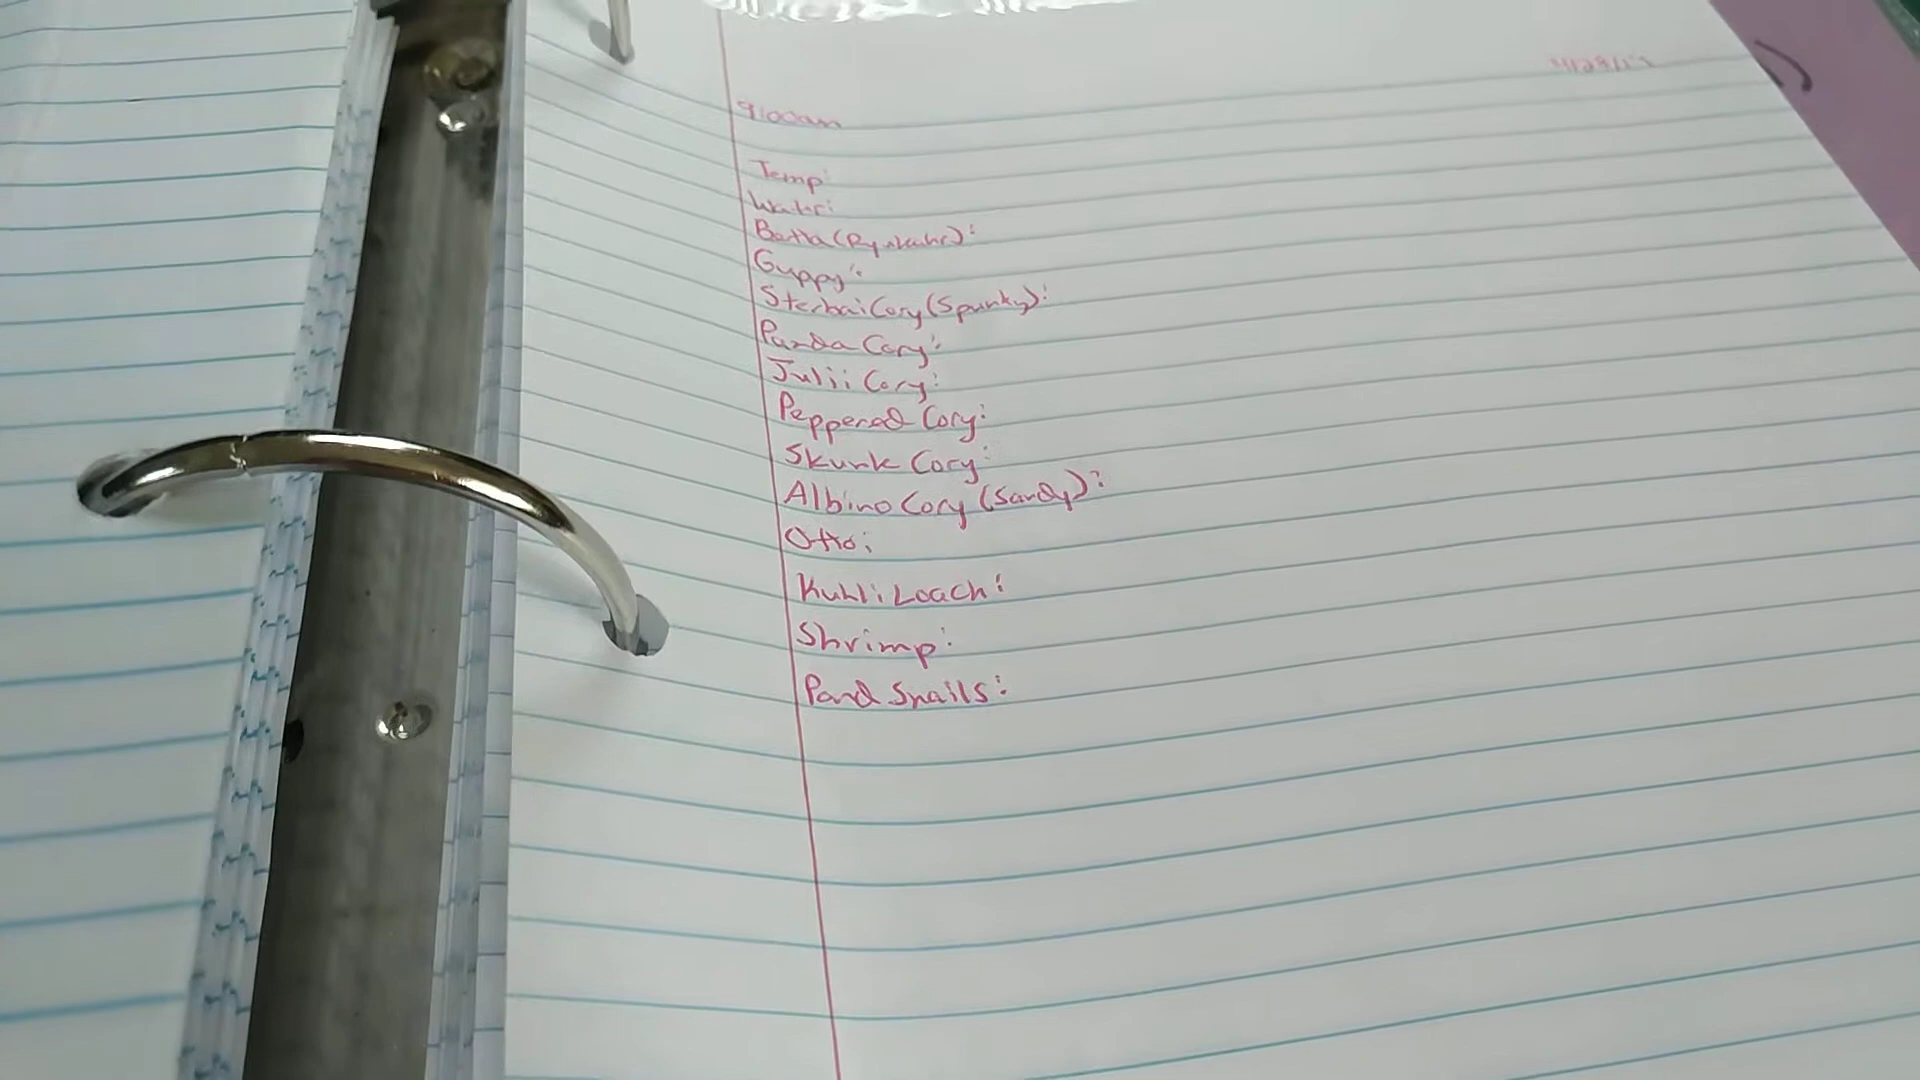 9:00am
Temp:
Water:
Betta (Ryukuhr):
Guppy:
Sterbai Cory (Spunky):
Panda Cory:
Julii Cory:
Peppered Cory:
Skunk Cory:
Albino Cory (Sandy):
Otto:
Kuhli Loach:
Shrimp:
Pond Snails: